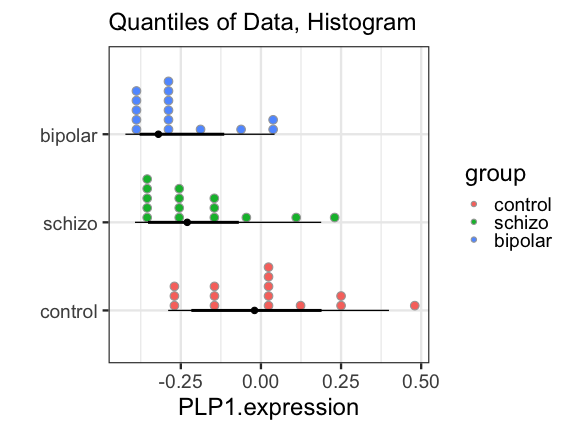 Quantiles of Data, Histogram
bipolar
schizo
control
-0.25 0.00 0.25 0.50
PLP1.expression
group
control
schizo
bipolar